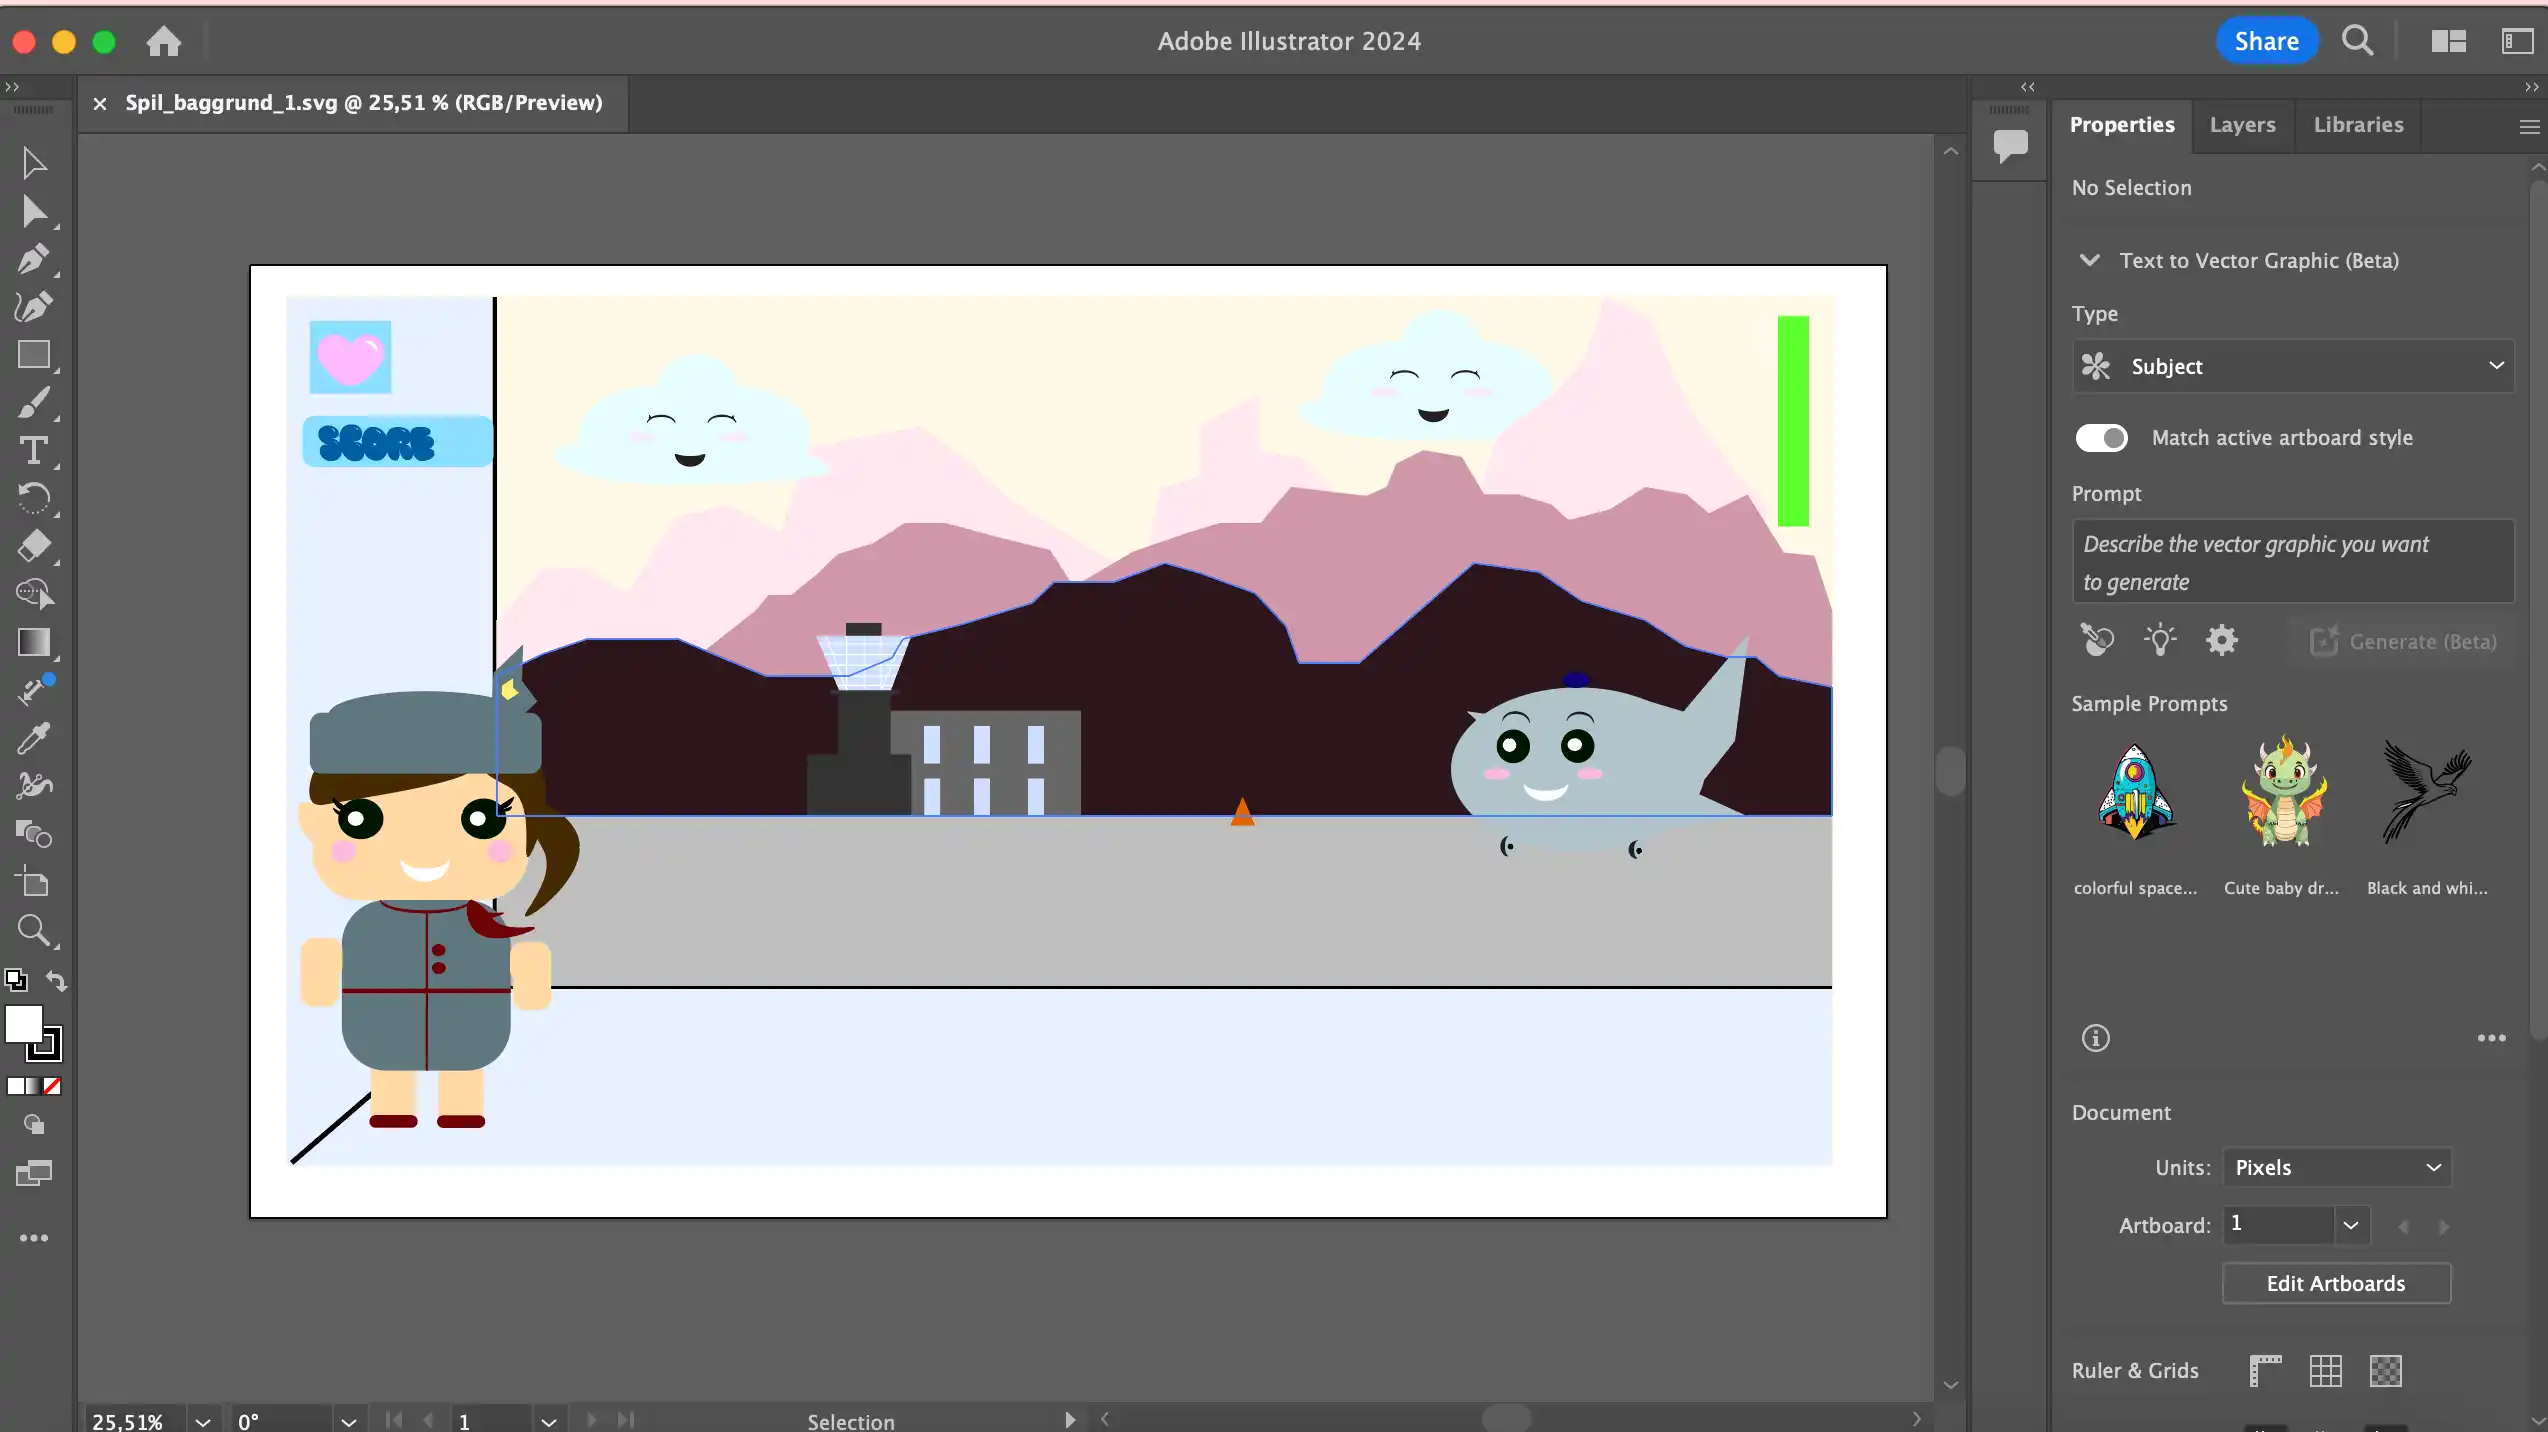 Adobe Illustrator 2024
Share
Spil_baggrund_1.svg @ 25,51 % (RGB/Preview)
Properties
Layers
Libraries
No Selection
Text to Vector Graphic (Beta)
Type
Subject
Match active artboard style
Prompt
Describe the vector graphic you want
to generate
Generate (Beta)
Sample Prompts
colorful space...
Cute baby dr...
Black and whi...
SCORE
Document
Units: Pixels
Artboard: 1
Edit Artboards
Ruler & Grids
25,51%
0°
1
Selection